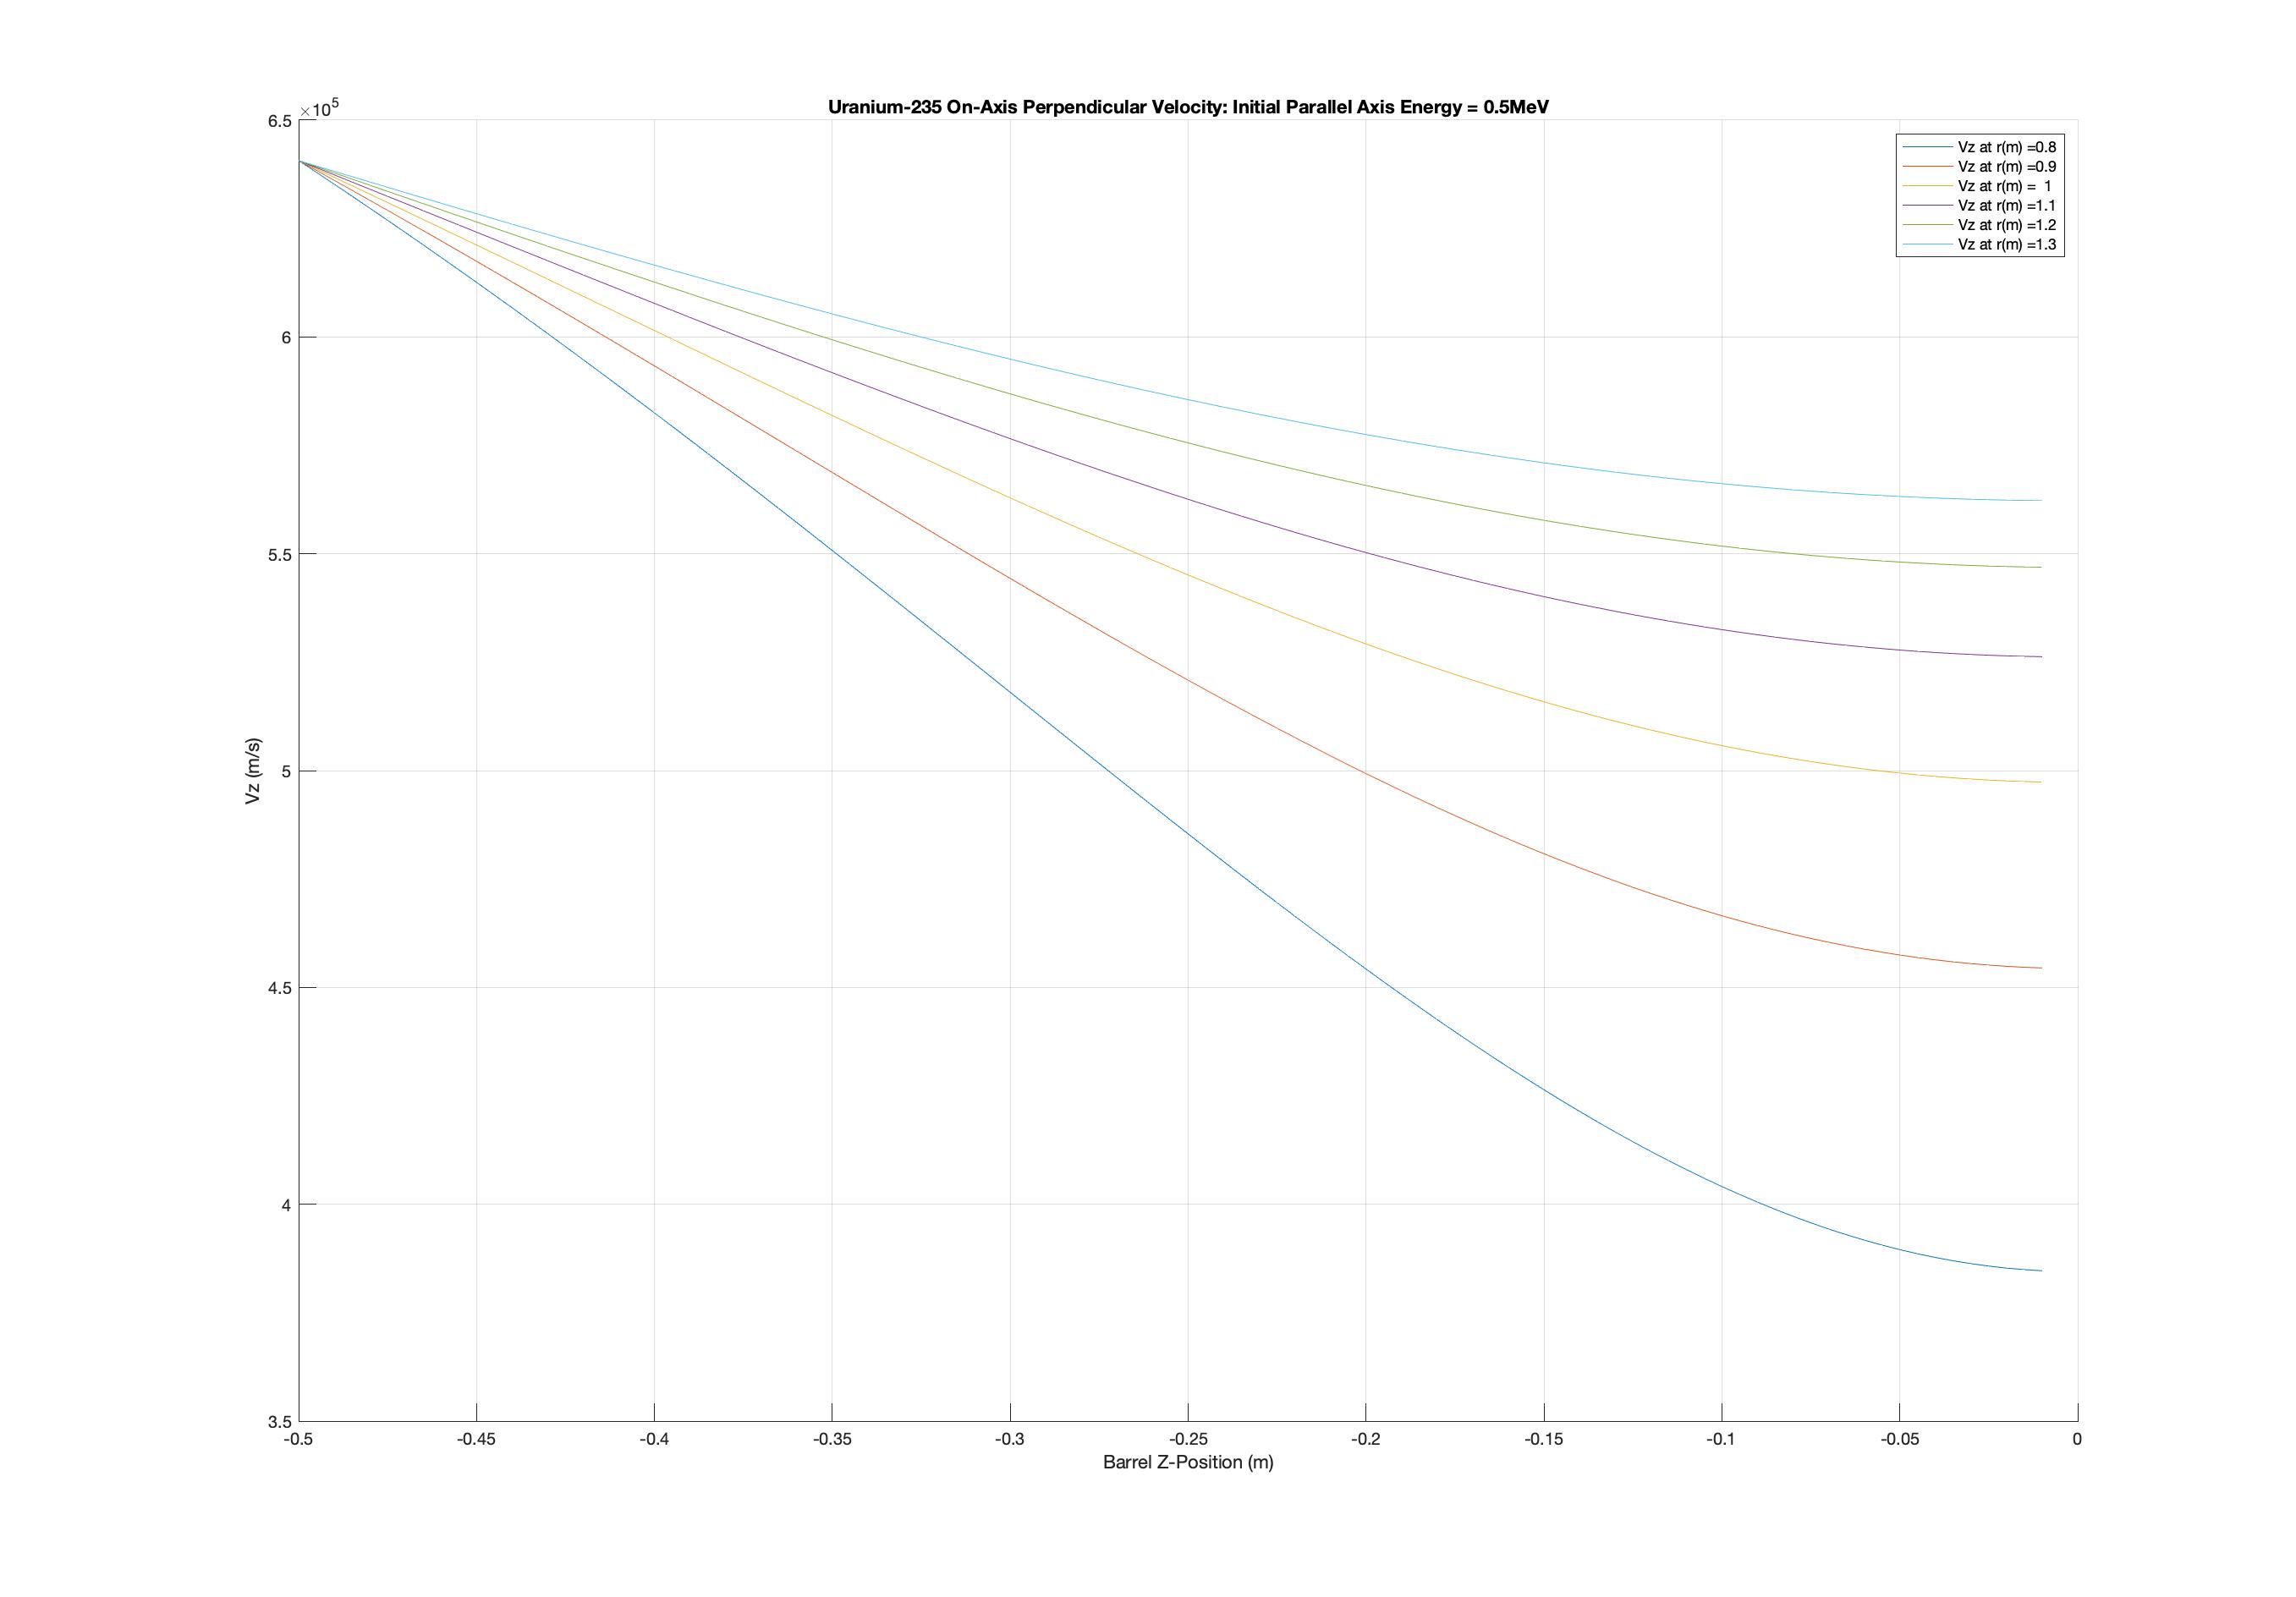 Uranium-235 On-Axis Perpendicular Velocity: Initial Parallel Axis Energy = 0.5MeV
×10^5
6.5
6
5.5
5
4.5
4
3.5
Vz (m/s)
Vz at r(m) =0.8
Vz at r(m) =0.9
Vz at r(m) = 1
Vz at r(m) =1.1
Vz at r(m) =1.2
Vz at r(m) =1.3
-0.5 -0.45 -0.4 -0.35 -0.3 -0.25 -0.2 -0.15 -0.1 -0.05 0
Barrel Z-Position (m)